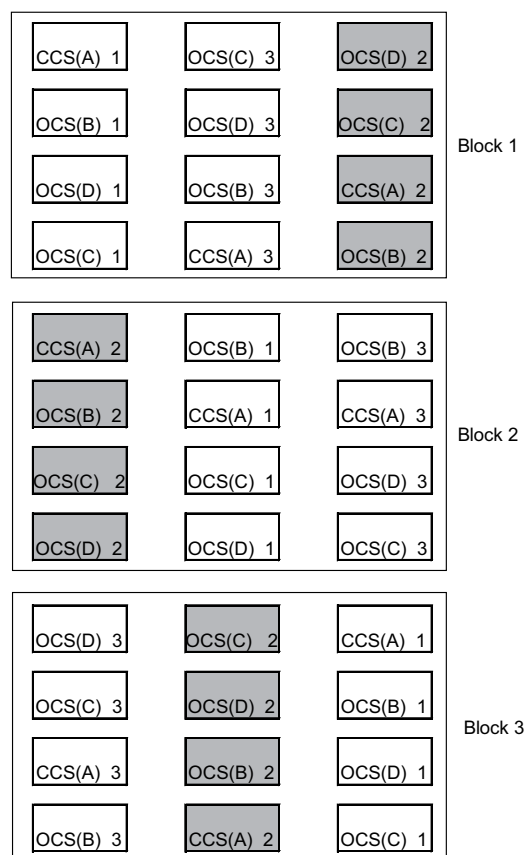 CCS(A) 1 OCS(C) 3 OCS(D) 2
OCS(B) 1 OCS(D) 3 OCS(C) 2
Block 1
OCS(D) 1 OCS(B) 3 CCS(A) 2
OCS(C) 1 CCS(A) 3 OCS(B) 2
CCS(A) 2 OCS(B) 1 OCS(B) 3
OCS(B) 2 CCS(A) 1 CCS(A) 3
Block 2
OCS(C) 2 OCS(C) 1 OCS(D) 3
OCS(D) 2 OCS(D) 1 OCS(C) 3
OCS(D) 3 OCS(C) 2 CCS(A) 1
OCS(C) 3 OCS(D) 2 OCS(B) 1
Block 3
CCS(A) 3 OCS(B) 2 OCS(D) 1
OCS(B) 3 CCS(A) 2 OCS(C) 1